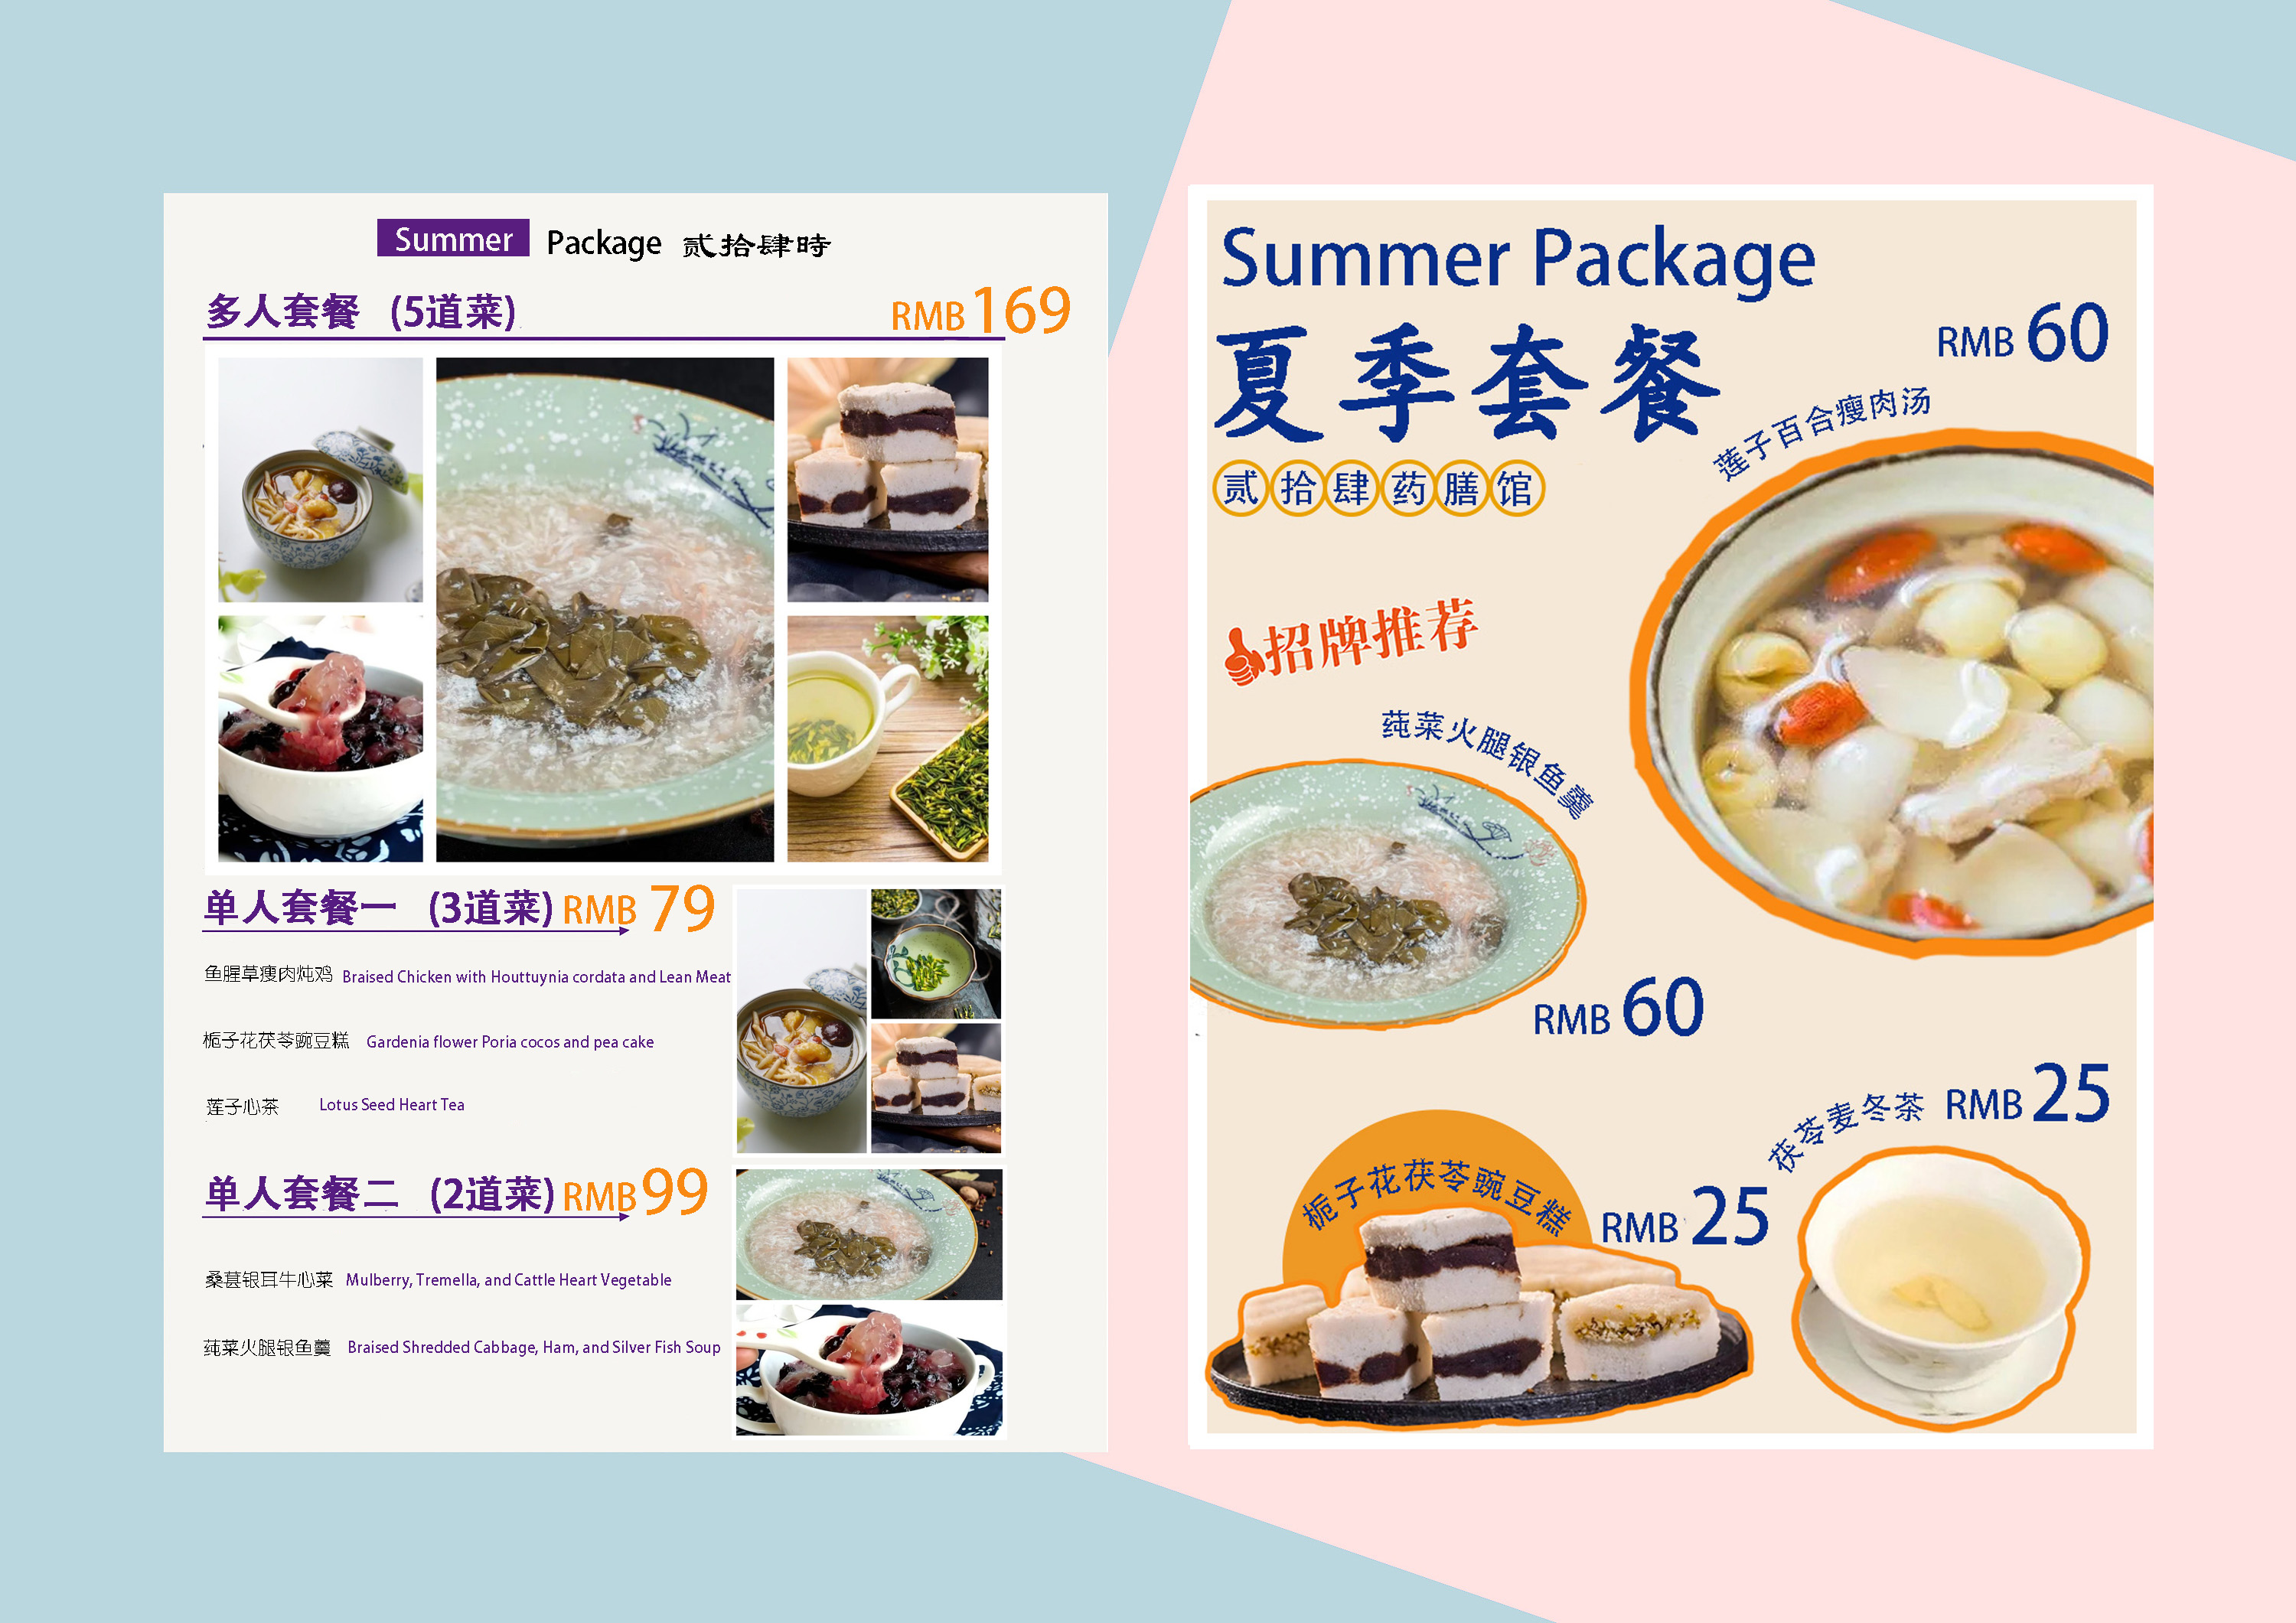 Summer Package 贰拾肆時
多人套餐 (5道菜) RMB 169
单人套餐一 (3道菜) RMB 79
鱼腥草瘦肉炖鸡 Braised Chicken with Houttuynia cordata and Lean Meat
栀子花茯苓豌豆糕 Gardenia flower Poria cocos and pea cake
莲子心茶 Lotus Seed Heart Tea
单人套餐二 (2道菜) RMB 99
桑葚银耳牛心菜 Mulberry, Tremella, and Cattle Heart Vegetable
莼菜火腿银鱼羹 Braised Shredded Cabbage, Ham, and Silver Fish Soup
Summer Package
夏季套餐
RMB 60
莲子百合瘦肉汤
贰拾肆药膳馆
招牌推荐
莼菜火腿银鱼羹
RMB 60
茯苓麦冬茶 RMB 25
栀子花茯苓豌豆糕
RMB 25